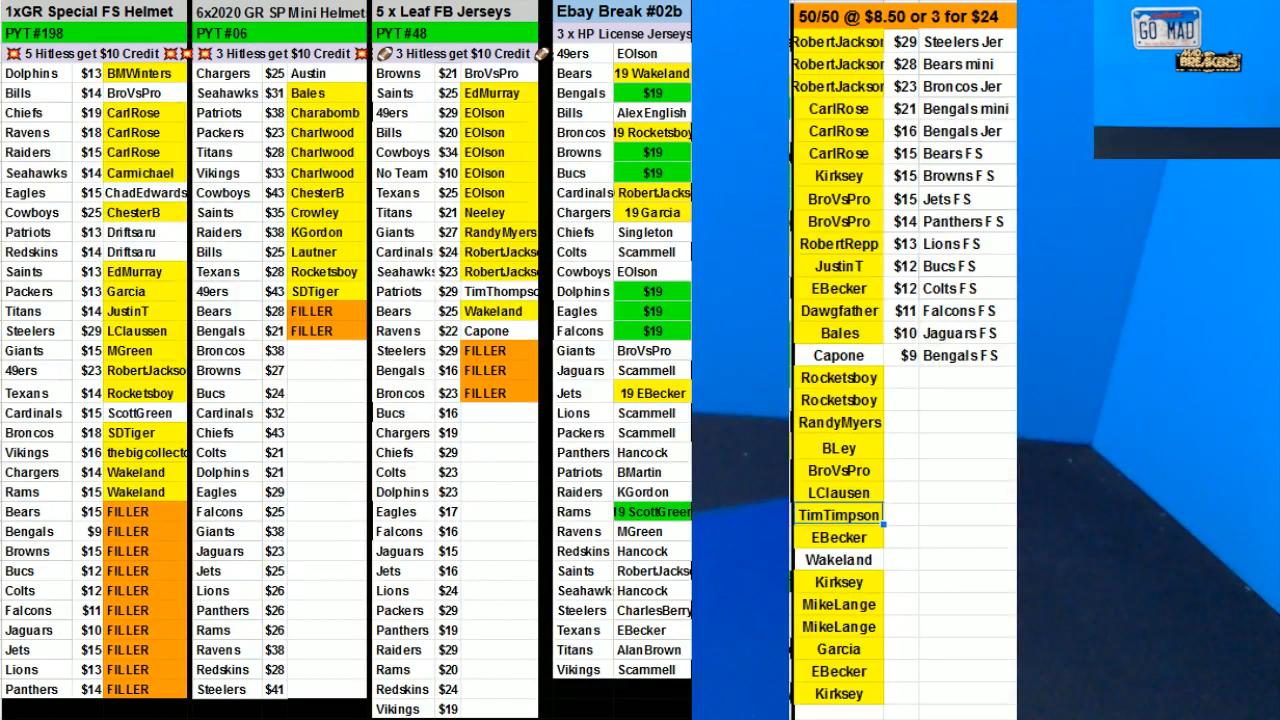 1xGR Special FS Helmet
PYT #198
5 Hitless get $10 Credit
Dolphins $13 BMWinters
Bills $14 BroVsPro
Chiefs $19 CarlRose
Ravens $18 CarlRose
Raiders $15 CarlRose
Seahawks $14 Carmichael
Eagles $15 ChadEdwards
Cowboys $25 ChesterB
Patriots $13 Driftsaru
Redskins $14 Driftsaru
Saints $13 EdMurray
Packers $13 Garcia
Titans $14 JustinT
Steelers $29 LClaussen
Giants $15 MGreen
49ers $23 RobertJackso
Texans $14 Rocketsboy
Cardinals $15 ScottGreen
Broncos $18 SDTiger
Vikings $16 thebigcollecto
Chargers $14 Wakeland
Rams $15 Wakeland
Bears $15 FILLER
Bengals $9 FILLER
Browns $15 FILLER
Bucs $12 FILLER
Colts $12 FILLER
Falcons $11 FILLER
Jaguars $10 FILLER
Jets $15 FILLER
Lions $13 FILLER
Panthers $14 FILLER
6x2020 GR SP Mini Helmets
PYT #06
3 Hitless get $10 Credit
Chargers $25 Austin
Seahawks $31 Bales
Patriots $38 Charabomb
Packers $23 Charlwood
Titans $28 Charlwood
Vikings $33 Charlwood
Cowboys $43 ChesterB
Saints $35 Crowley
Raiders $38 KGordon
Bills $25 Lautner
Texans $28 Rocketsboy
49ers $43 SDTiger
Bears $28 FILLER
Bengals $21 FILLER
Broncos $38
Browns $27
Bucs $24
Cardinals $32
Chiefs $43
Colts $21
Dolphins $21
Eagles $29
Falcons $25
Giants $38
Jaguars $23
Jets $25
Lions $26
Panthers $26
Rams $26
Ravens $38
Redskins $28
Steelers $41
5 x Leaf FB Jerseys
PYT #48
3 Hitless get $10 Credit
Browns $21 BroVsPro
Saints $25 EdMurray
49ers $29 EOlson
Bills $20 EOlson
Cowboys $34 EOlson
No Team $10 EOlson
Texans $25 EOlson
Titans $21 Neeley
Giants $27 RandyMyers
Cardinals $24 RobertJacks
Seahawks $23 RobertJacks
Patriots $29 TimThompso
Bears $25 Wakeland
Ravens $22 Capone
Steelers $29 FILLER
Bengals $16 FILLER
Broncos $23 FILLER
Bucs $16
Chargers $19
Chiefs $29
Colts $23
Dolphins $23
Eagles $17
Falcons $16
Jaguars $15
Jets $16
Lions $24
Packers $29
Panthers $19
Raiders $29
Rams $20
Redskins $24
Vikings $19
Ebay Break #02b
3 x HP License Jerseys
49ers EOlson
Bears 19 Wakeland
Bengals $19
Bills AlexEnglish
Broncos 19 Rocketsboy
Browns $19
Bucs $19
Cardinals RobertJacks
Chargers 19 Garcia
Chiefs Singleton
Colts Scammell
Cowboys EOlson
Dolphins $19
Eagles $19
Falcons $19
Giants BroVsPro
Jaguars Scammell
Jets 19 EBecker
Lions Scammell
Packers Scammell
Panthers Hancock
Patriots BMartin
Raiders KGordon
Rams 19 ScottGreen
Ravens MGreen
Redskins Hancock
Saints RobertJacks
Seahawk Hancock
Steelers CharlesBerry
Texans EBecker
Titans AlanBrown
Vikings Scammell
50/50 @ $8.50 or 3 for $24
RobertJackson $29 Steelers Jer
RobertJackson $28 Bears mini
RobertJackson $23 Broncos Jer
CarlRose $21 Bengals mini
CarlRose $16 Bengals Jer
CarlRose $15 Bears FS
Kirksey $15 Browns FS
BroVsPro $15 Jets FS
BroVsPro $14 Panthers FS
RobertRepp $13 Lions FS
JustinT $12 Bucs FS
EBecker $12 Colts FS
Dawgfather $11 Falcons FS
Bales $10 Jaguars FS
Capone $9 Bengals FS
Rocketsboy
Rocketsboy
RandyMyers
BLey
BroVsPro
LClausen
TimTimpson
EBecker
Wakeland
Kirksey
MikeLange
MikeLange
Garcia
EBecker
Kirksey
GO MAD
MAD BREAKERS